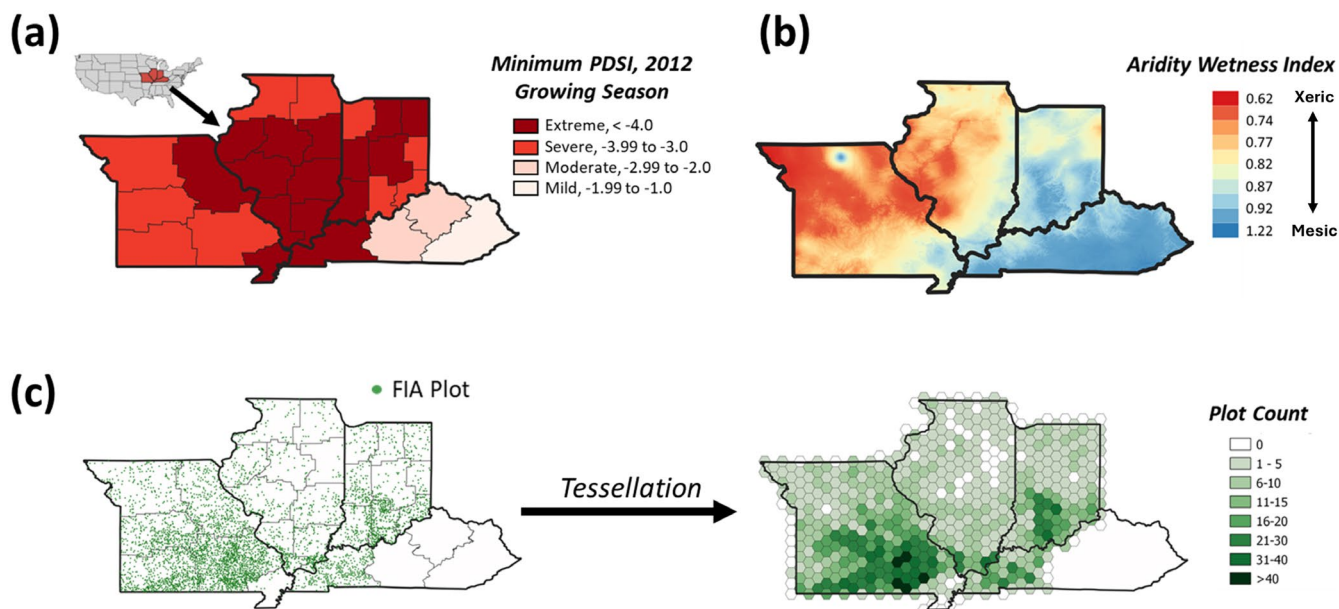 (a)
Minimum PDSI, 2012
Growing Season
Extreme, < -4.0
Severe, -3.99 to -3.0
Moderate, -2.99 to -2.0
Mild, -1.99 to -1.0
(b)
Aridity Wetness Index
0.62
0.74
0.77
0.82
0.87
0.92
1.22
Xeric
Mesic
(c)
FIA Plot
Tessellation
Plot Count
0
1 - 5
6-10
11-15
16-20
21-30
31-40
>40